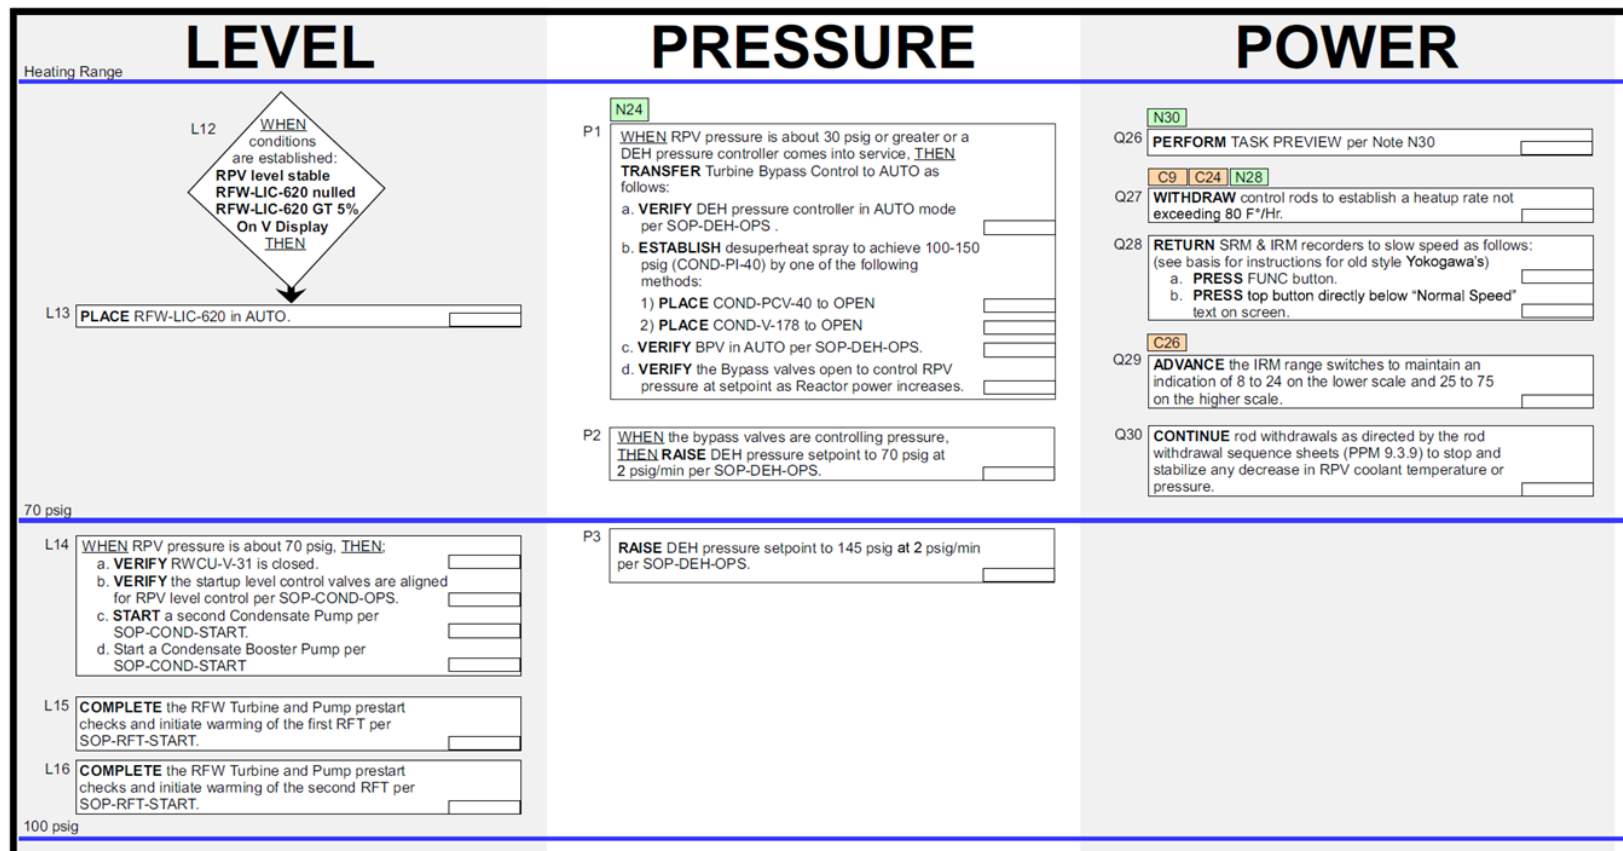 LEVEL
PRESSURE
POWER
Heating Range
L12
WHEN
conditions
are established:
RPV level stable
RFW-LIC-620 nulled
RFW-LIC-620 GT 5%
On V Display
THEN
L13
PLACE RFW-LIC-620 in AUTO.
N24
P1
WHEN RPV pressure is about 30 psig or greater or a
DEH pressure controller comes into service, THEN
TRANSFER Turbine Bypass Control to AUTO as
follows:
a. VERIFY DEH pressure controller in AUTO mode
per SOP-DEH-OPS .
b. ESTABLISH desuperheat spray to achieve 100-150
psig (COND-PI-40) by one of the following
methods:
1) PLACE COND-PCV-40 to OPEN
2) PLACE COND-V-178 to OPEN
c. VERIFY BPV in AUTO per SOP-DEH-OPS.
d. VERIFY the Bypass valves open to control RPV
pressure at setpoint as Reactor power increases.
P2
WHEN the bypass valves are controlling pressure,
THEN RAISE DEH pressure setpoint to 70 psig at
2 psig/min per SOP-DEH-OPS.
N30
Q26
PERFORM TASK PREVIEW per Note N30
C9
C24
N28
Q27
WITHDRAW control rods to establish a heatup rate not
exceeding 80 F°/Hr.
Q28
RETURN SRM & IRM recorders to slow speed as follows:
(see basis for instructions for old style Yokogawa's)
a. PRESS FUNC button.
b. PRESS top button directly below “Normal Speed”
text on screen.
C26
Q29
ADVANCE the IRM range switches to maintain an
indication of 8 to 24 on the lower scale and 25 to 75
on the higher scale.
Q30
CONTINUE rod withdrawals as directed by the rod
withdrawal sequence sheets (PPM 9.3.9) to stop and
stabilize any decrease in RPV coolant temperature or
pressure.
70 psig
L14
WHEN RPV pressure is about 70 psig, THEN;
a. VERIFY RWCU-V-31 is closed.
b. VERIFY the startup level control valves are aligned
for RPV level control per SOP-COND-OPS.
c. START a second Condensate Pump per
SOP-COND-START.
d. Start a Condensate Booster Pump per
SOP-COND-START
L15
COMPLETE the RFW Turbine and Pump prestart
checks and initiate warming of the first RFT per
SOP-RFT-START.
L16
COMPLETE the RFW Turbine and Pump prestart
checks and initiate warming of the second RFT per
SOP-RFT-START.
P3
RAISE DEH pressure setpoint to 145 psig at 2 psig/min
per SOP-DEH-OPS.
100 psig